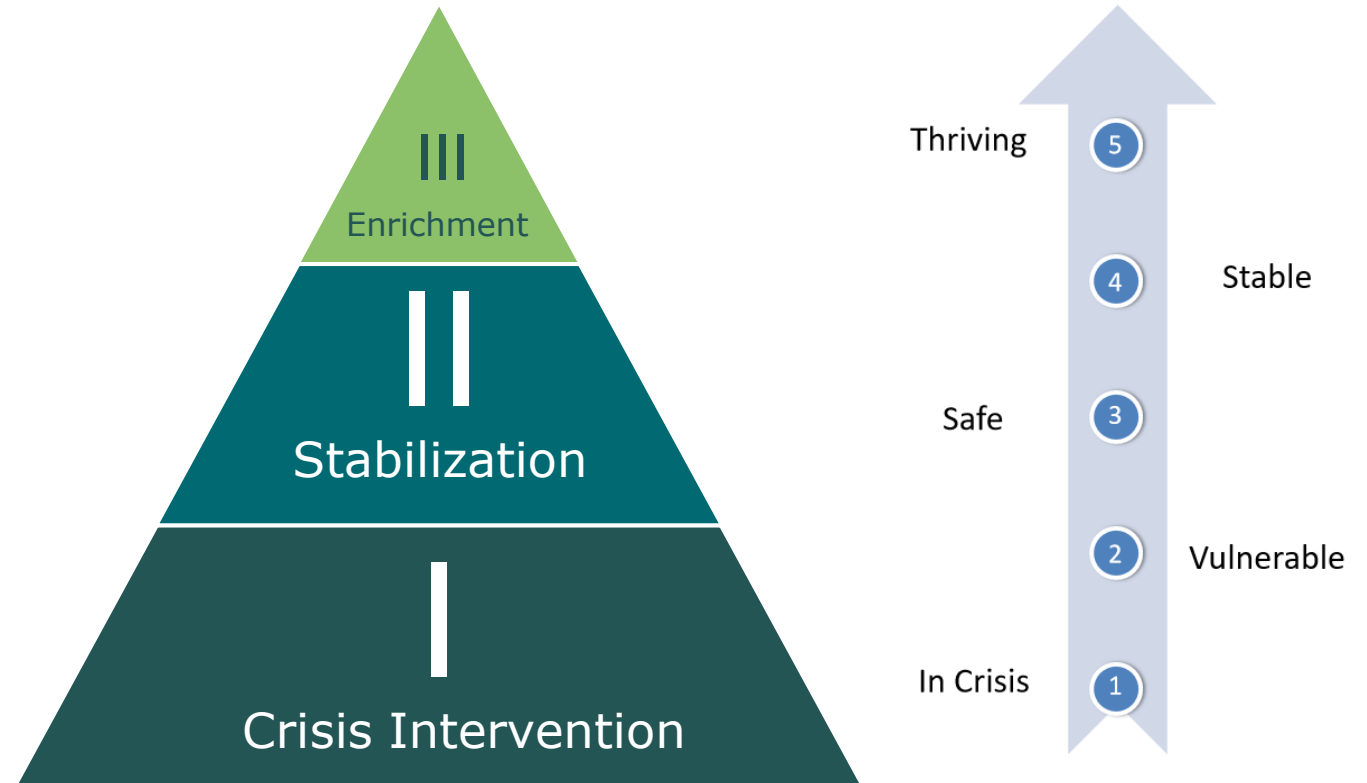 III
Enrichment
II
Stabilization
I
Crisis Intervention
Thriving
5
4
Stable
Safe
3
2
Vulnerable
In Crisis
1